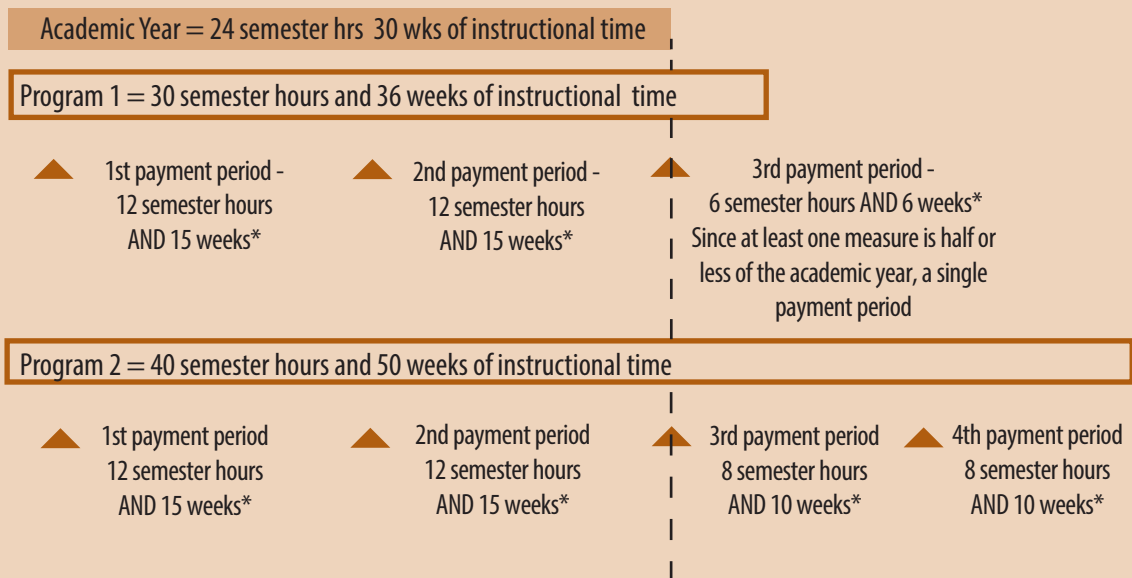 Academic Year = 24 semester hrs 30 wks of instructional time
Program 1 = 30 semester hours and 36 weeks of instructional time
1st payment period -
12 semester hours
AND 15 weeks*
2nd payment period -
12 semester hours
AND 15 weeks*
3rd payment period -
6 semester hours AND 6 weeks*
Since at least one measure is half or
less of the academic year, a single
payment period
Program 2 = 40 semester hours and 50 weeks of instructional time
1st payment period
12 semester hours
AND 15 weeks*
2nd payment period
12 semester hours
AND 15 weeks*
3rd payment period
8 semester hours
AND 10 weeks*
4th payment period
8 semester hours
AND 10 weeks*